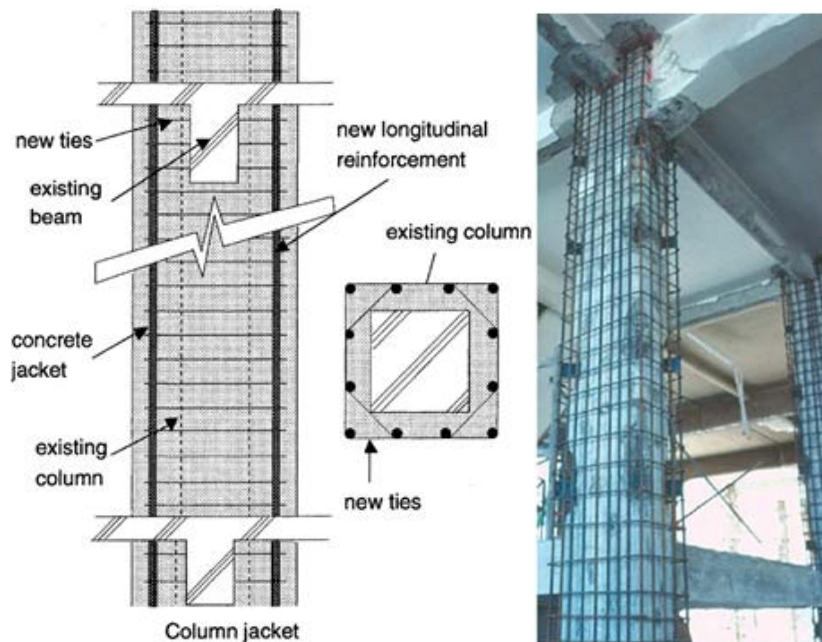 new ties
existing
beam
new longitudinal
reinforcement
existing column
concrete
jacket
existing
column
new ties
Column jacket